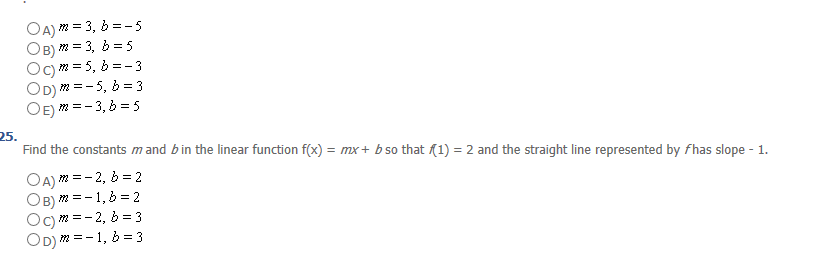 A) m = 3, b = – 5
B) m = 3, b = 5
C) m = 5, b = – 3
D) m = – 5, b = 3
E) m = – 3, b = 5
25.
Find the constants m and b in the linear function f(x) = mx + b so that f(1) = 2 and the straight line represented by f has slope - 1.
A) m = – 2, b = 2
B) m = – 1, b = 2
C) m = – 2, b = 3
D) m = – 1, b = 3